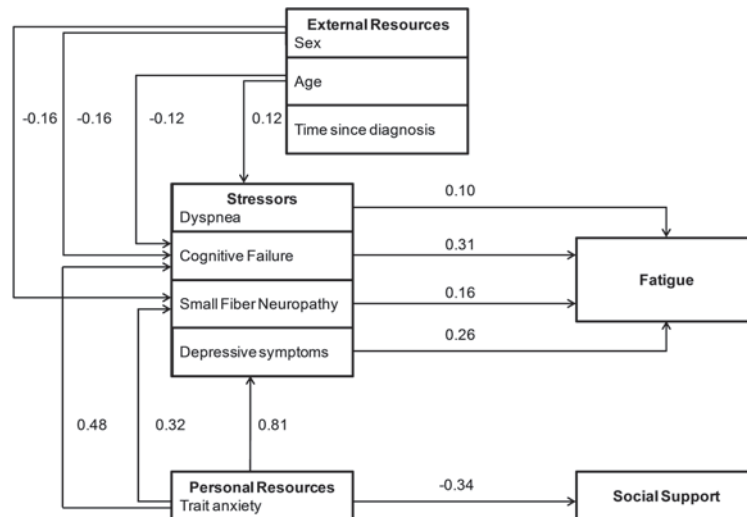 External Resources
Sex
Age
-0.16
-0.16
-0.12
0.12
Time since diagnosis
Stressors
Dyspnea
0.10
Cognitive Failure
0.31
Fatigue
Small Fiber Neuropathy
0.16
Depressive symptoms
0.26
0.48
0.32
0.81
Personal Resources
Trait anxiety
-0.34
Social Support